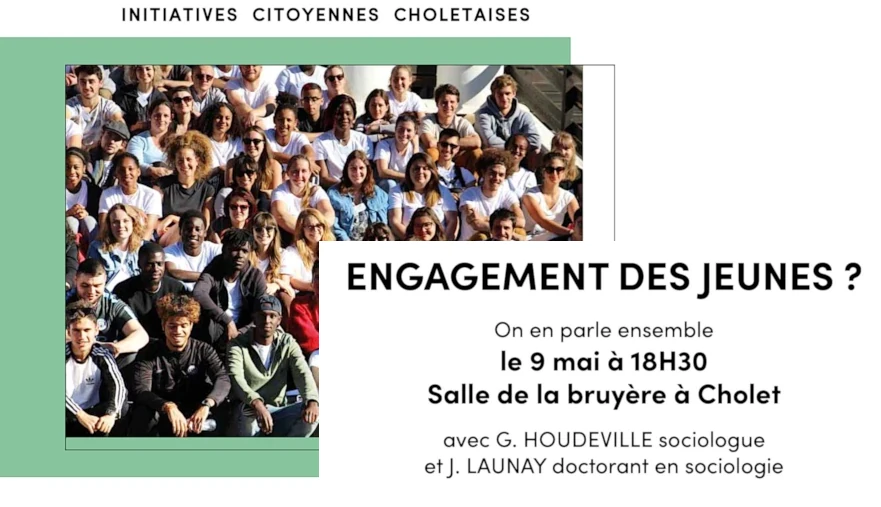 INITIATIVES CITOYENNES CHOLETAISES
ENGAGEMENT DES JEUNES ?
On en parle ensemble
le 9 mai à 18H30
Salle de la bruyère à Cholet
avec G. HOUDEVILLE sociologue
et J. LAUNAY doctorant en sociologie